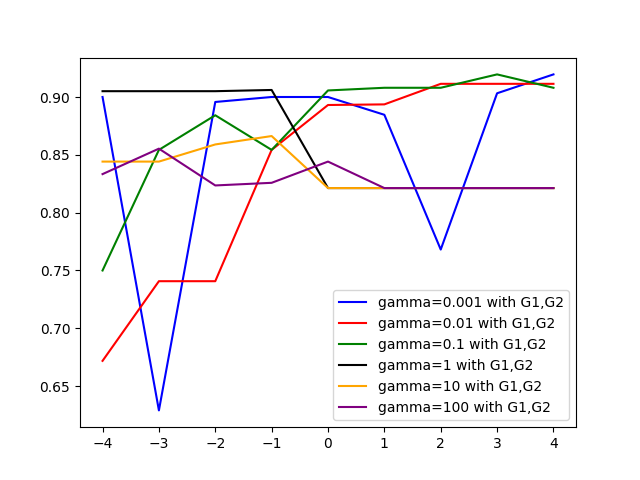 0.90
0.85
0.80
0.75
0.70
0.65
gamma=0.001 with G1,G2
gamma=0.01 with G1,G2
gamma=0.1 with G1,G2
gamma=1 with G1,G2
gamma=10 with G1,G2
gamma=100 with G1,G2
−4 −3 −2 −1 0 1 2 3 4